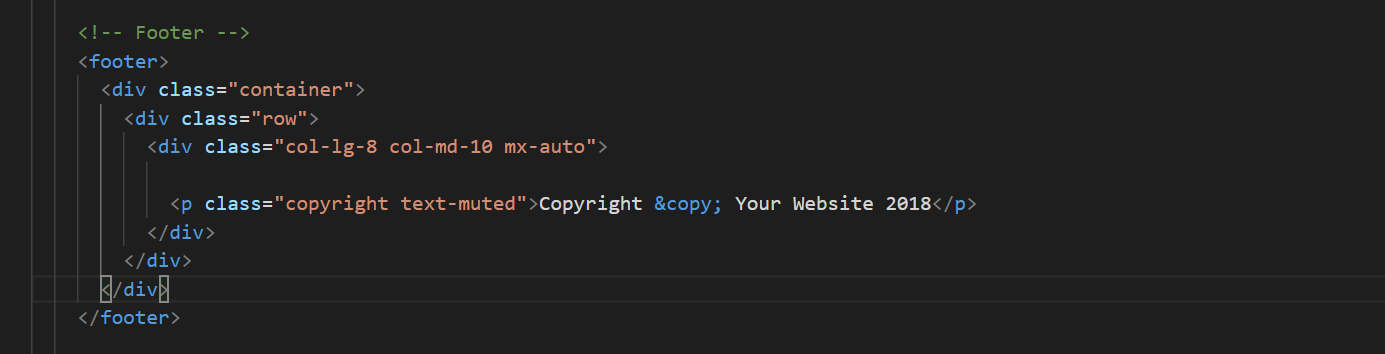 <!-- Footer -->
<footer>
<div class="container">
<div class="row">
<div class="col-lg-8 col-md-10 mx-auto">
<p class="copyright text-muted">Copyright &copy; Your Website 2018</p>
</div>
</div>
</div>
</footer>